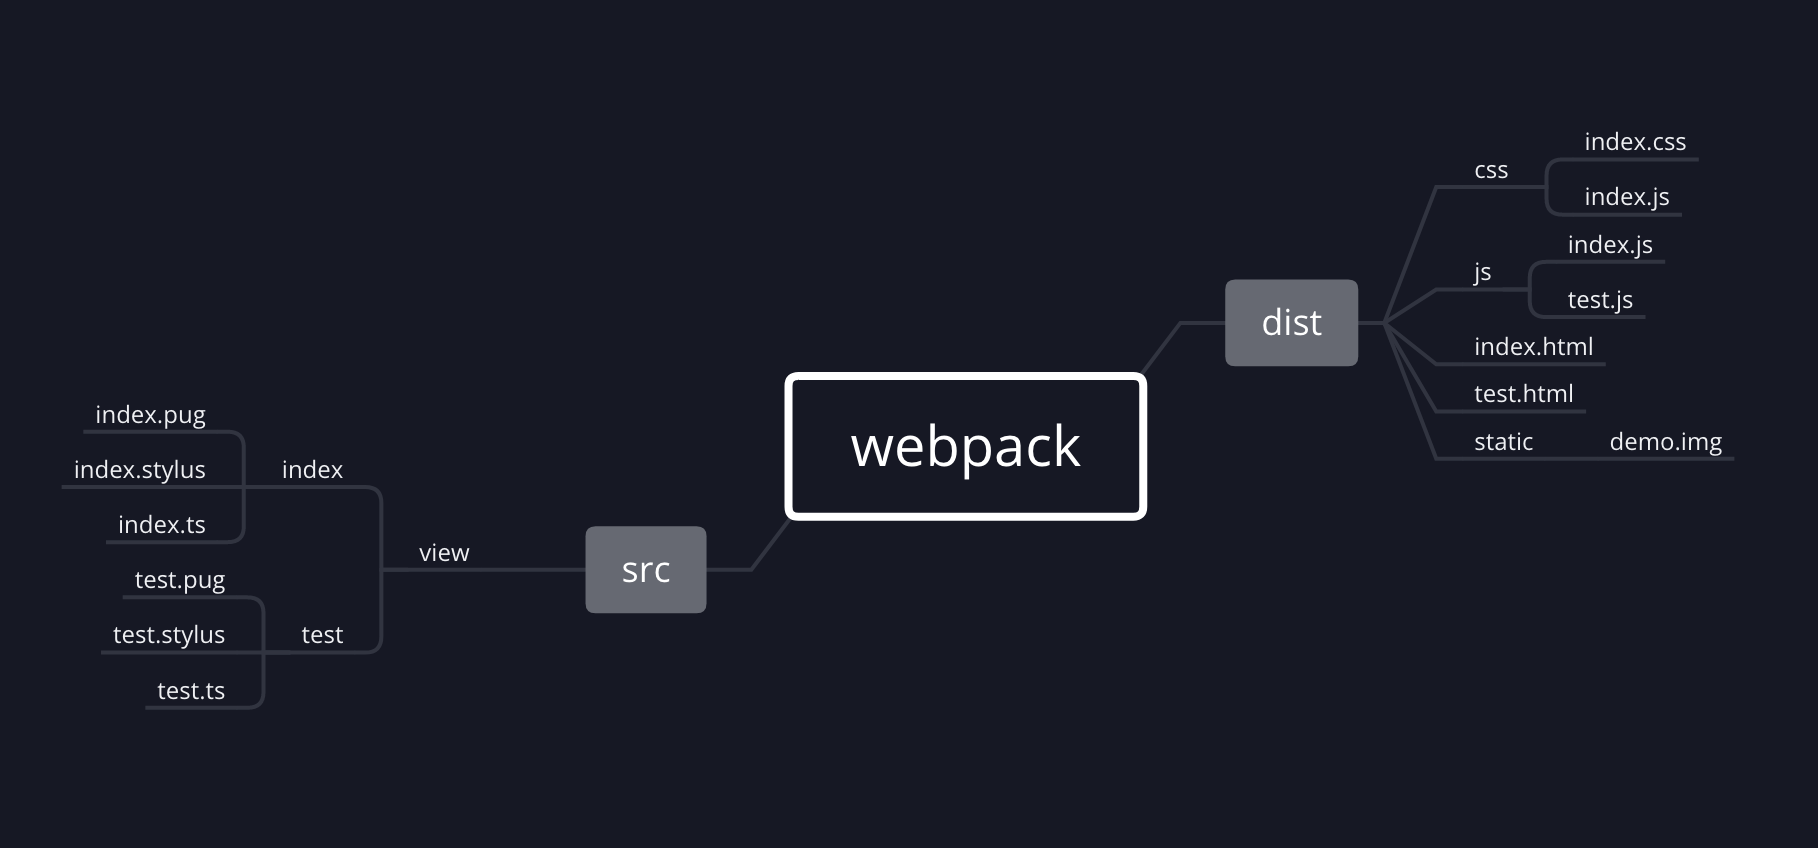 webpack
dist
css
index.css
index.js
js
index.js
test.js
index.html
test.html
static
demo.img
src
view
index
index.pug
index.stylus
index.ts
test
test.pug
test.stylus
test.ts